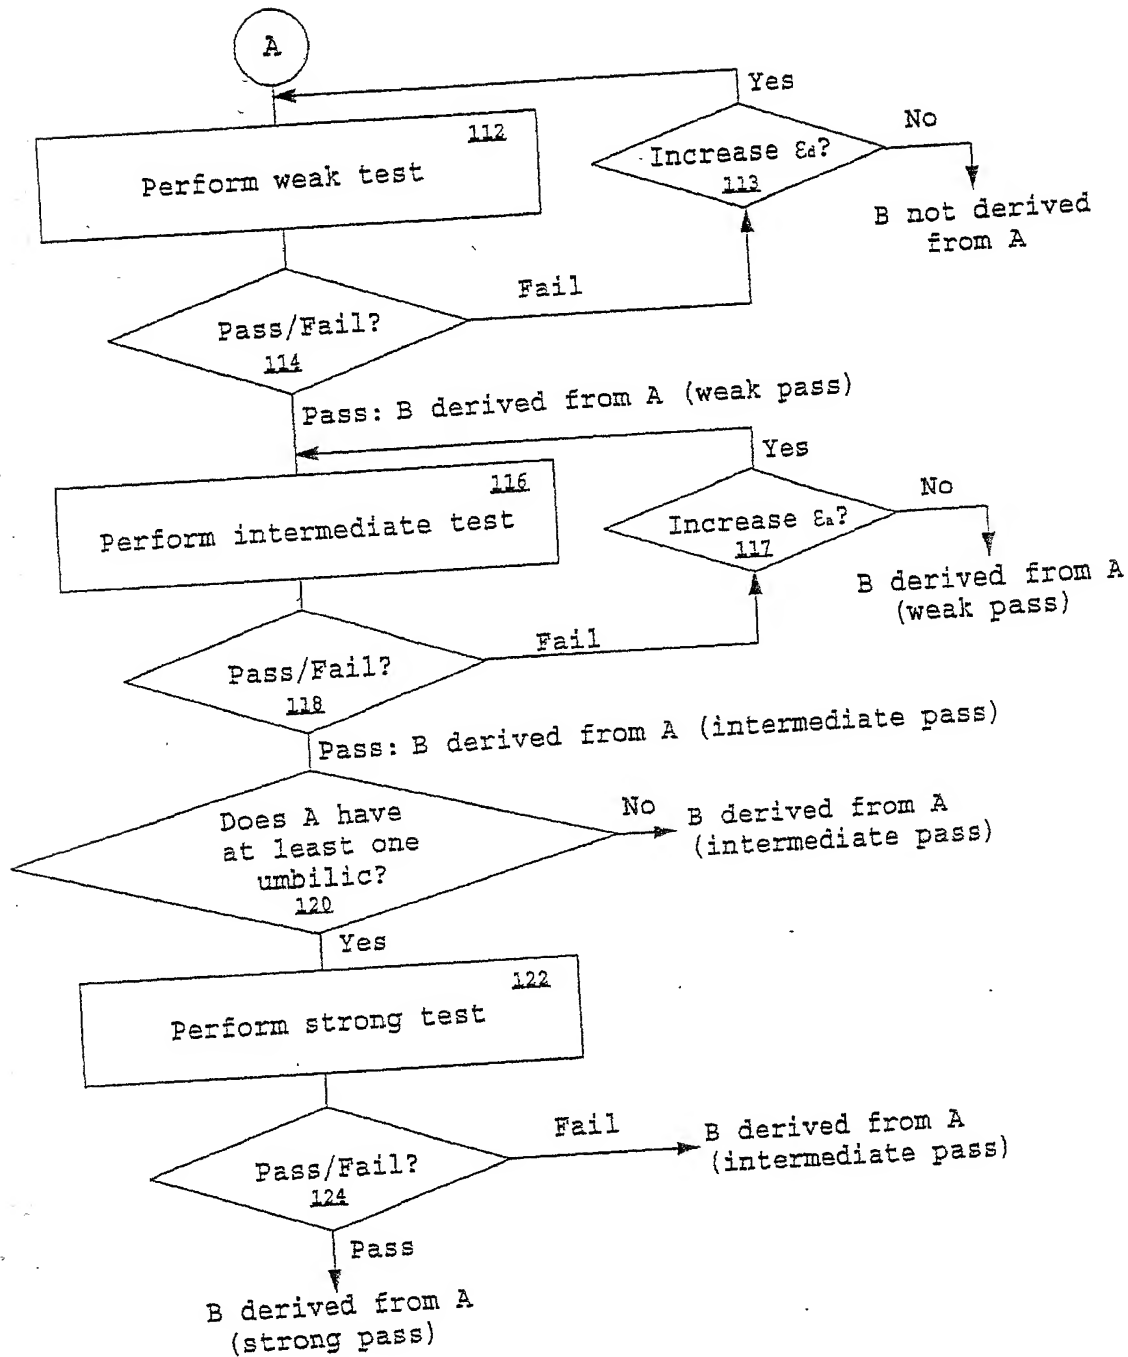 A
Yes
112
Perform weak test
Increase εd?
113
No
B not derived
from A
Fail
Pass/Fail?
114
Pass: B derived from A (weak pass)
Yes
116
Perform intermediate test
Increase εa?
117
No
B derived from A
(weak pass)
Fail
Pass/Fail?
118
Pass: B derived from A (intermediate pass)
Does A have
at least one
umbilic?
120
No
B derived from A
(intermediate pass)
Yes
122
Perform strong test
Fail
B derived from A
(intermediate pass)
Pass/Fail?
124
Pass
B derived from A
(strong pass)